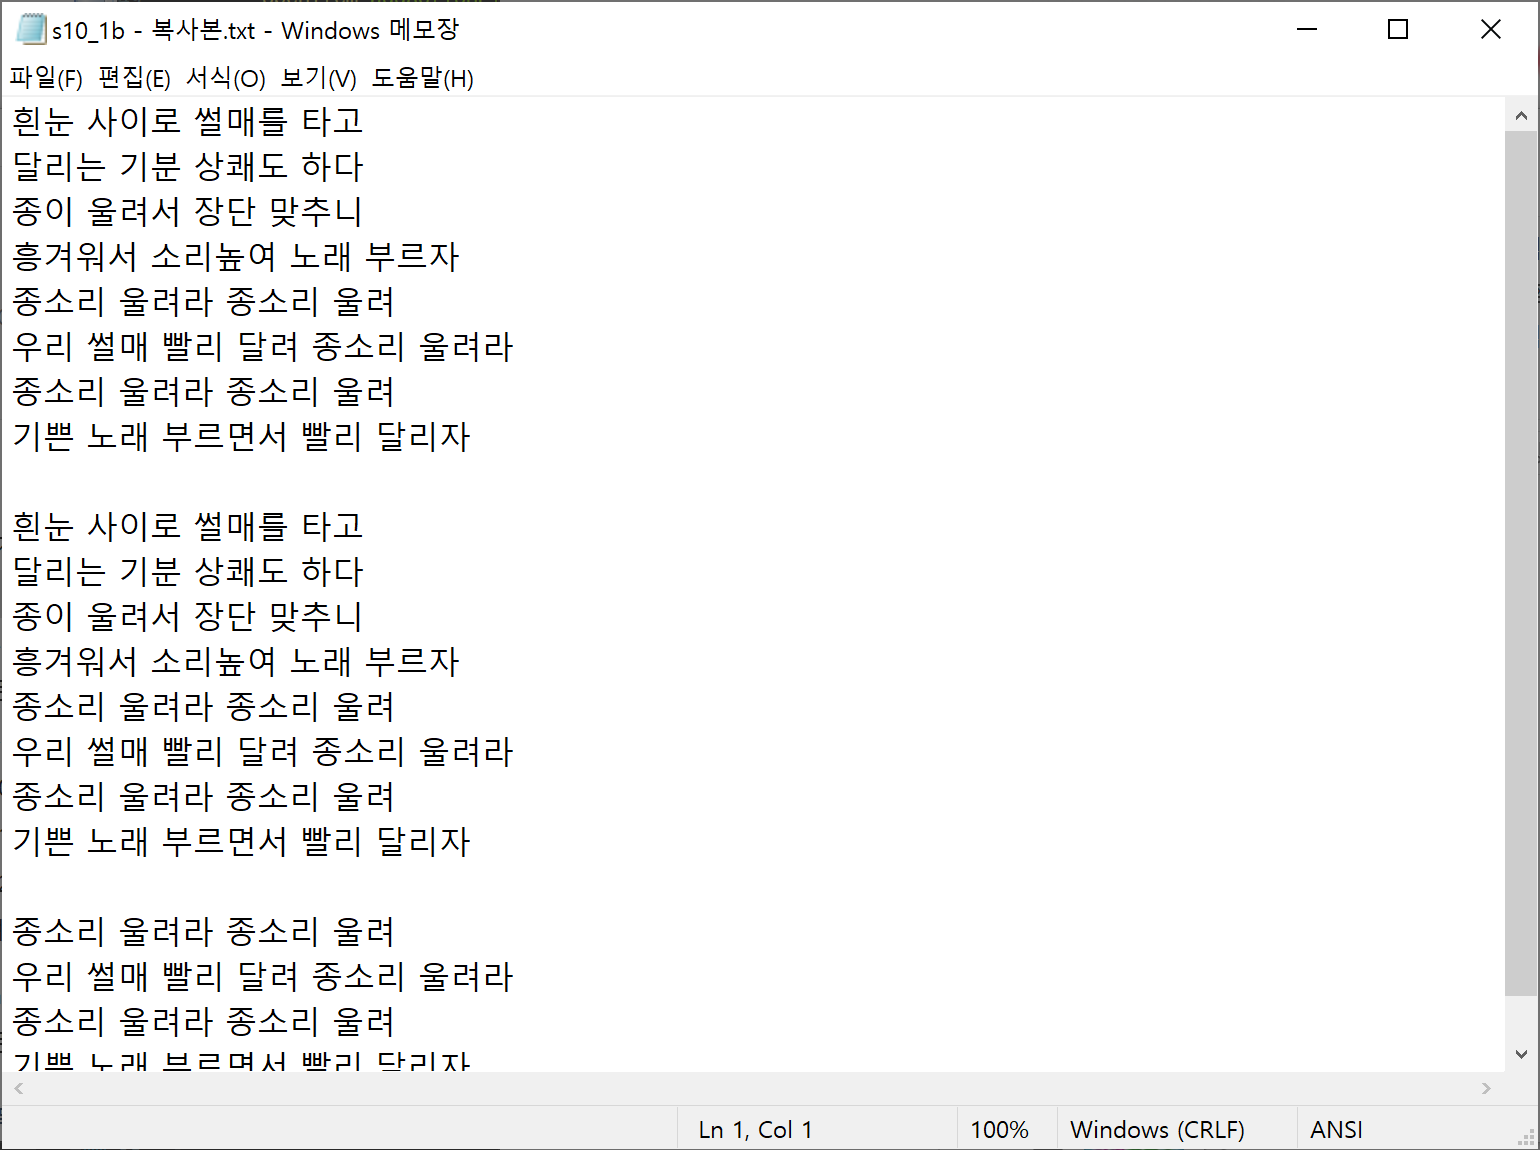 s10_1b - 복사본.txt - Windows 메모장
파일(F) 편집(E) 서식(O) 보기(V) 도움말(H)
흰눈 사이로 썰매를 타고
달리는 기분 상쾌도 하다
종이 울려서 장단 맞추니
흥겨워서 소리높여 노래 부르자
종소리 울려라 종소리 울려
우리 썰매 빨리 달려 종소리 울려라
종소리 울려라 종소리 울려
기쁜 노래 부르면서 빨리 달리자
흰눈 사이로 썰매를 타고
달리는 기분 상쾌도 하다
종이 울려서 장단 맞추니
흥겨워서 소리높여 노래 부르자
종소리 울려라 종소리 울려
우리 썰매 빨리 달려 종소리 울려라
종소리 울려라 종소리 울려
기쁜 노래 부르면서 빨리 달리자
종소리 울려라 종소리 울려
우리 썰매 빨리 달려 종소리 울려라
종소리 울려라 종소리 울려
기쁜 노래 부르면서 빨리 달리자
Ln 1, Col 1 100% Windows (CRLF) ANSI